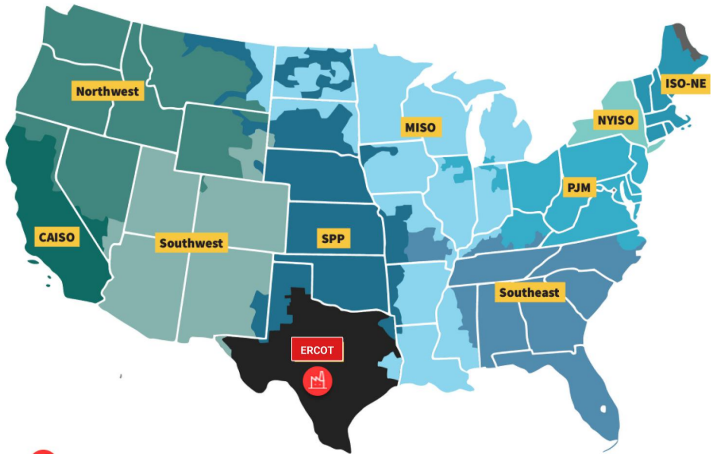 Northwest
MISO
ISO-NE
NYISO
PJM
CAISO
Southwest
SPP
Southeast
ERCOT